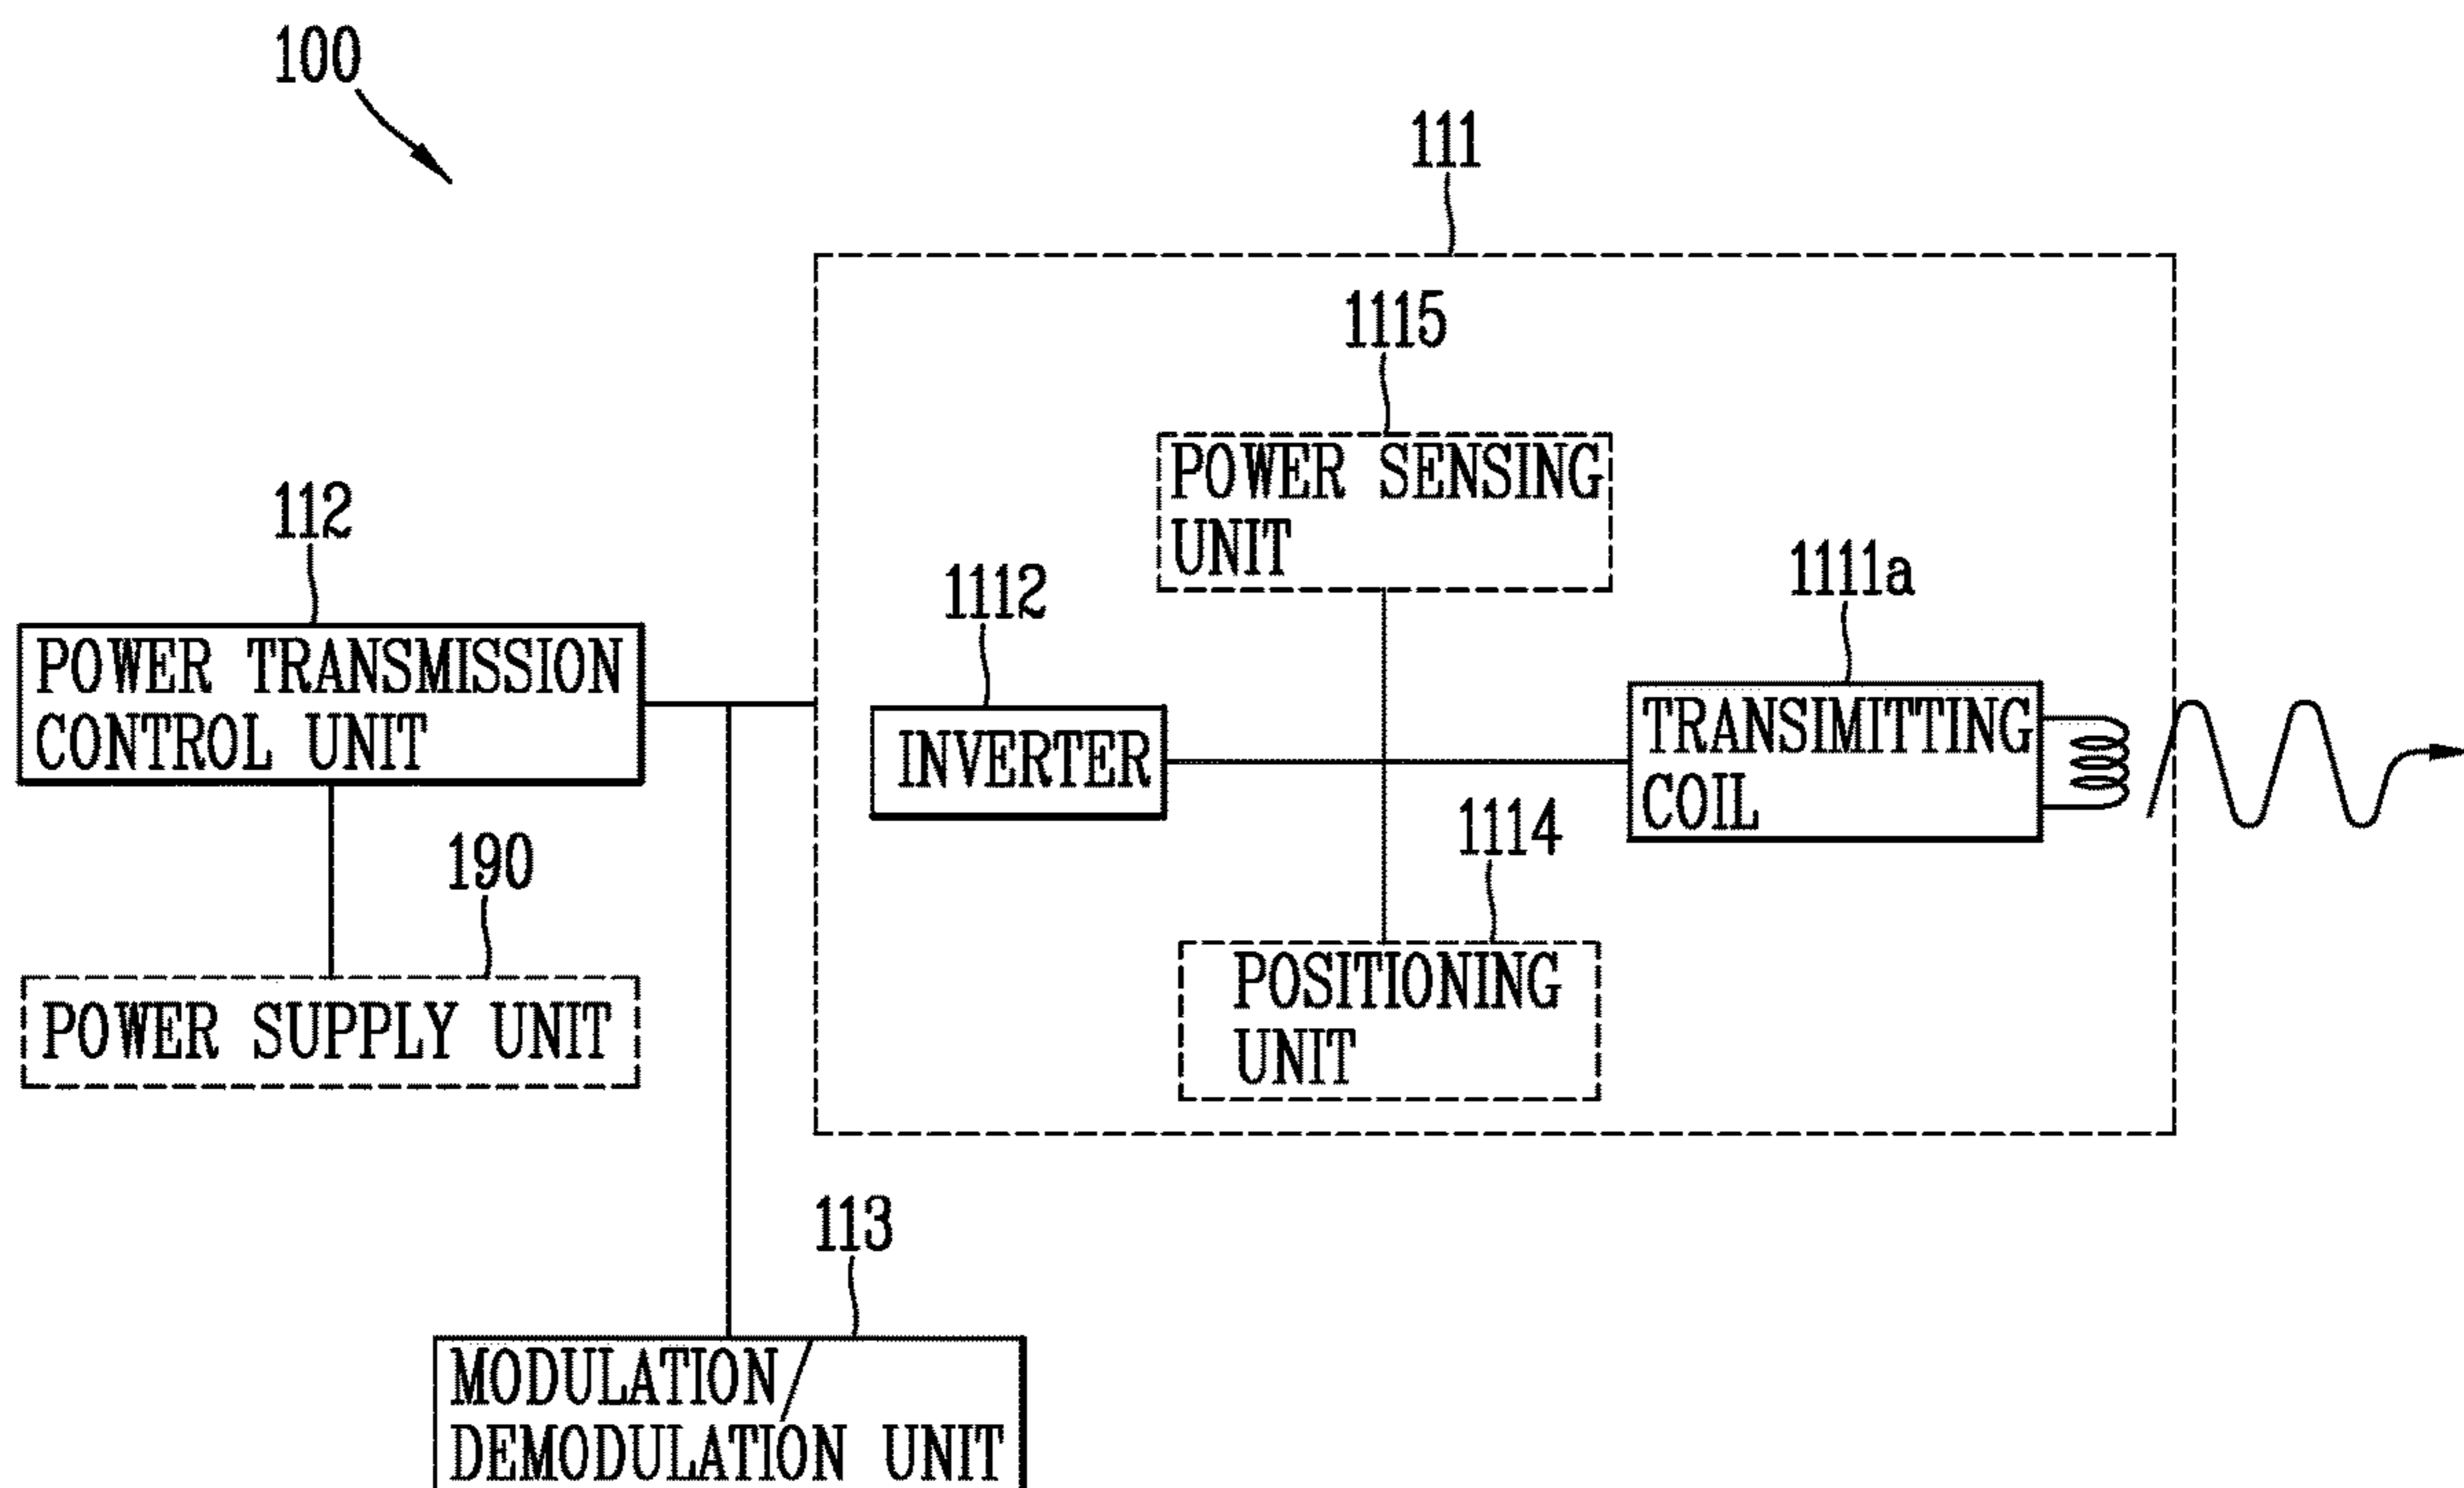 100
111
1115
POWER SENSING
UNIT
112
1112
1111a
POWER TRANSMISSION
CONTROL UNIT
INVERTER
TRANSIMITTING
COIL
190
1114
POWER SUPPLY UNIT
POSITIONING
UNIT
113
MODULATION/
DEMODULATION UNIT